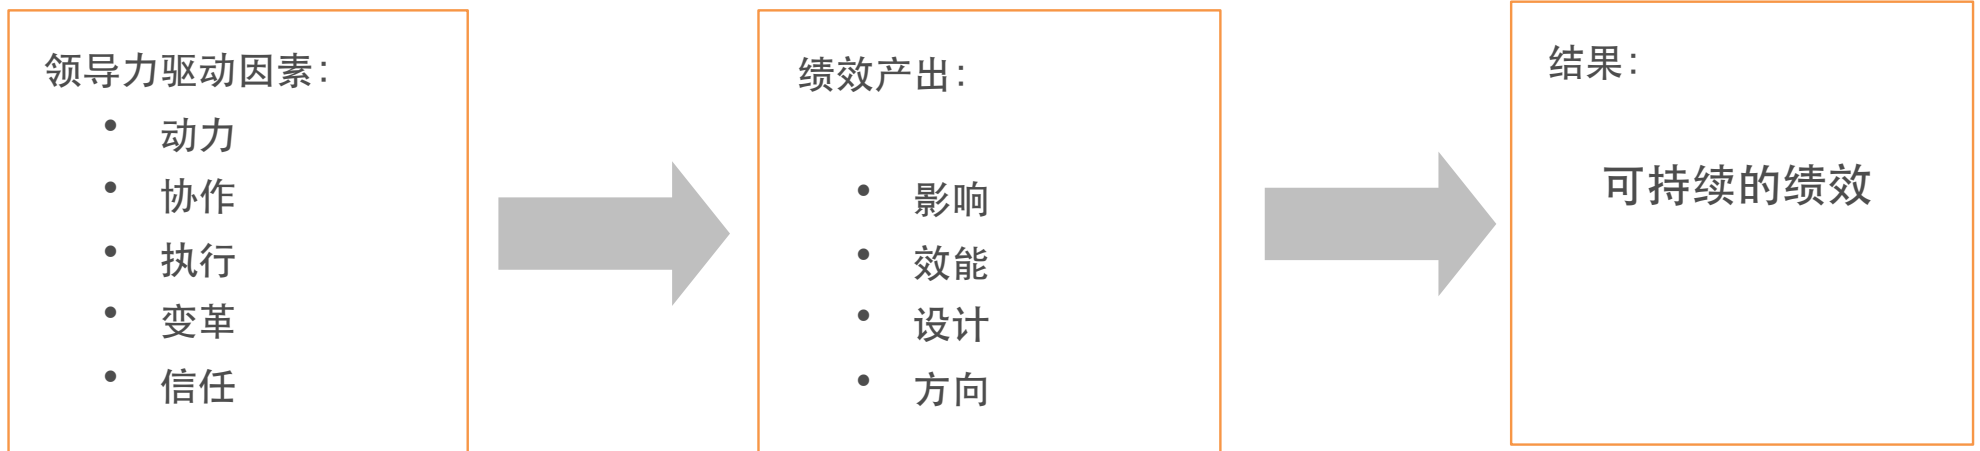 领导力驱动因素：
• 动力
• 协作
• 执行
• 变革
• 信任
绩效产出：
• 影响
• 效能
• 设计
• 方向
结果：
可持续的绩效